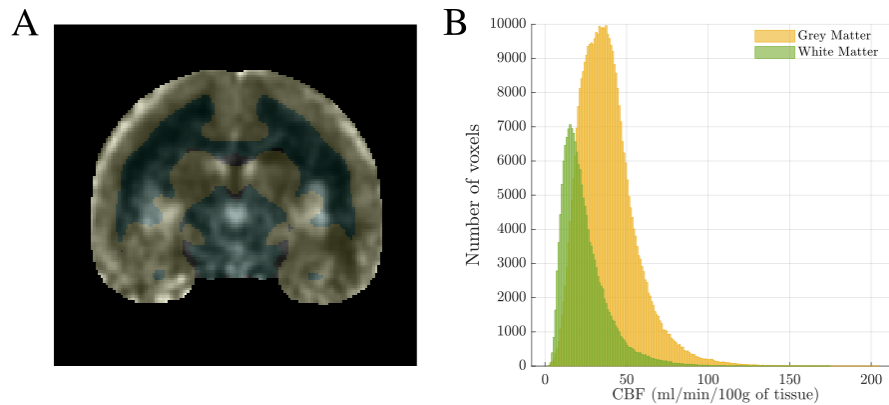 A
B
10000
9000
8000
7000
6000
5000
4000
3000
2000
1000
0
Number of voxels
Grey Matter
White Matter
0
50
100
150
200
CBF (ml/min/100g of tissue)